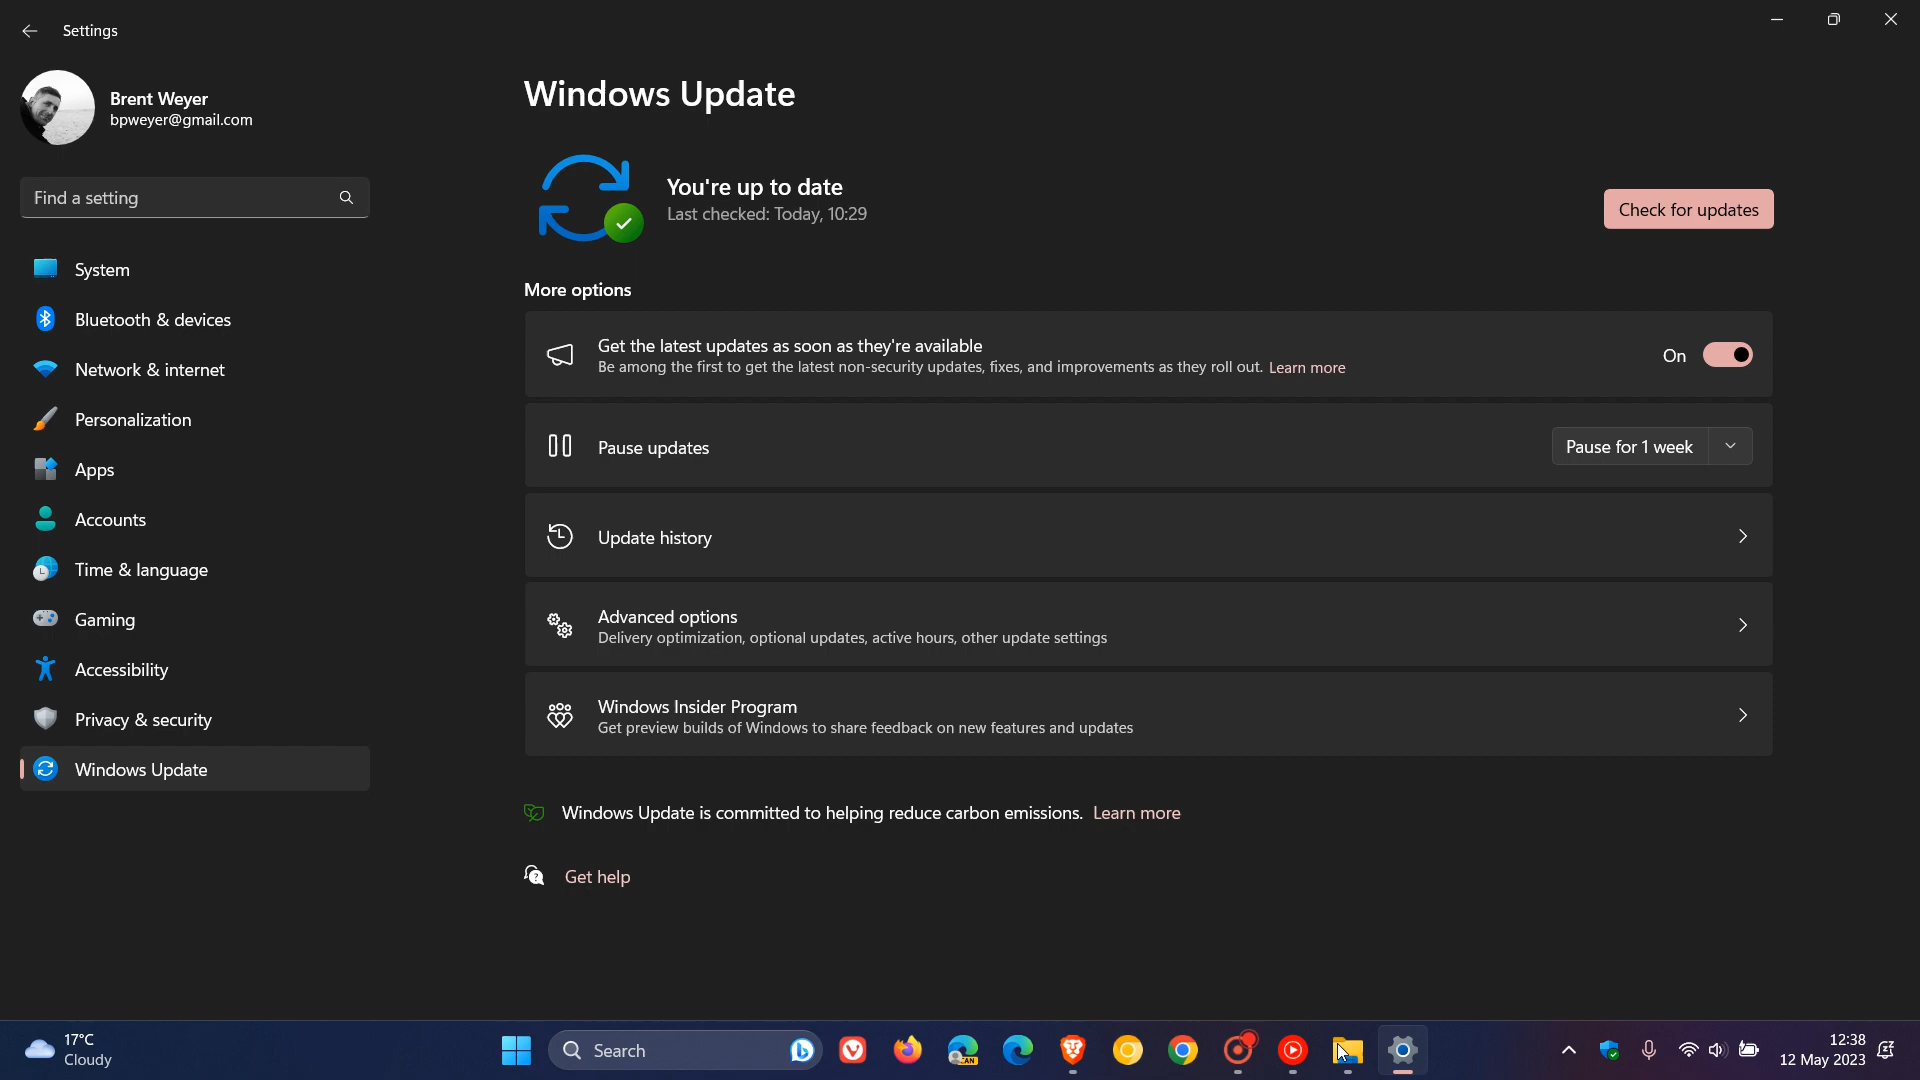 Settings
Brent Weyer
bpweyer@gmail.com
Find a setting
System
Bluetooth & devices
Network & internet
Personalization
Apps
Accounts
Time & language
Gaming
Accessibility
Privacy & security
Windows Update
Windows Update
You're up to date
Last checked: Today, 10:29
Check for updates
More options
Get the latest updates as soon as they're available
Be among the first to get the latest non-security updates, fixes, and improvements as they roll out. Learn more
On
Pause updates
Pause for 1 week
Update history
Advanced options
Delivery optimization, optional updates, active hours, other update settings
Windows Insider Program
Get preview builds of Windows to share feedback on new features and updates
Windows Update is committed to helping reduce carbon emissions. Learn more
Get help
17°C
Cloudy
Search
CAN
12:38
12 May 2023